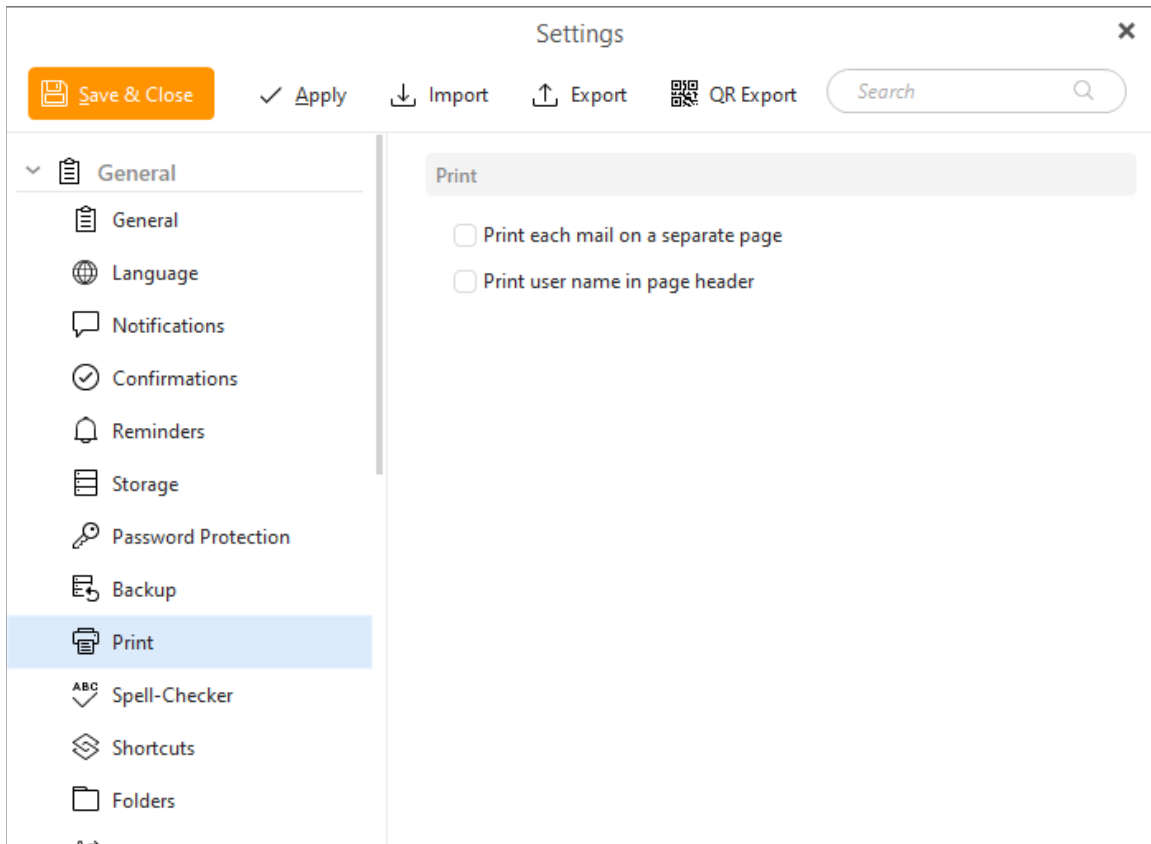 Settings
Save & Close
Apply
Import
Export
QR Export
Search
General
General
Language
Notifications
Confirmations
Reminders
Storage
Password Protection
Backup
Print
ABC
Spell-Checker
Shortcuts
Folders
Print
Print each mail on a separate page
Print user name in page header